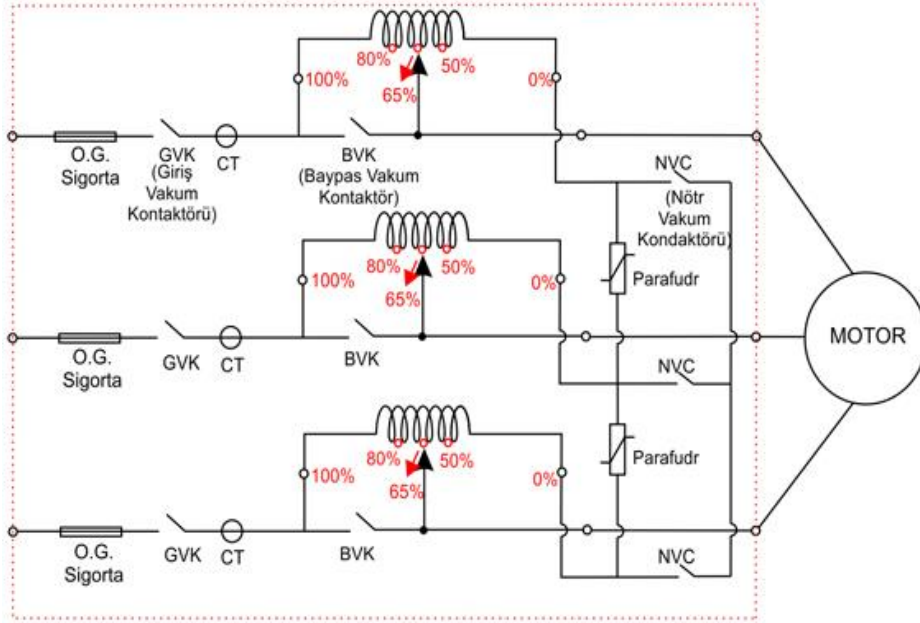 80%
50%
100%
65%
0%
O.G.
Sigorta
GVK
(Giriş
Vakum
Kontaktörü)
CT
BVK
(Baypas Vakum
Kontaktör)
NVC
(Nötr
Vakum
Kondaktörü)
80%
50%
100%
65%
0%
Parafudr
O.G.
Sigorta
GVK
CT
BVK
NVC
MOTOR
80%
50%
100%
65%
0%
Parafudr
O.G.
Sigorta
GVK
CT
BVK
NVC